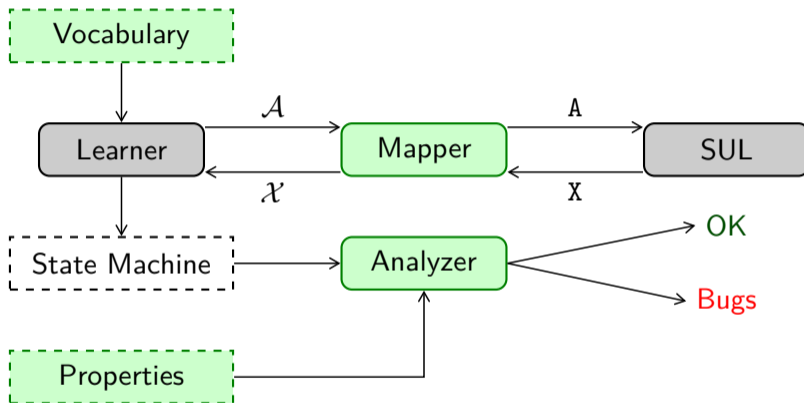 Vocabulary
𝒜
A
Learner
Mapper
SUL
𝒳
X
OK
State Machine
Analyzer
Bugs
Properties